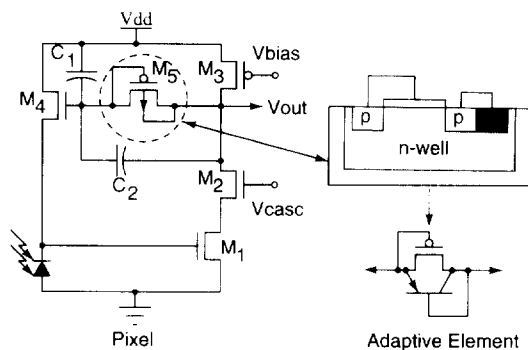 Vdd
C1
M5
M3
Vbias
M4
Vout
p
p
n-well
C2
M2
Vcasc
M1
Pixel
Adaptive Element